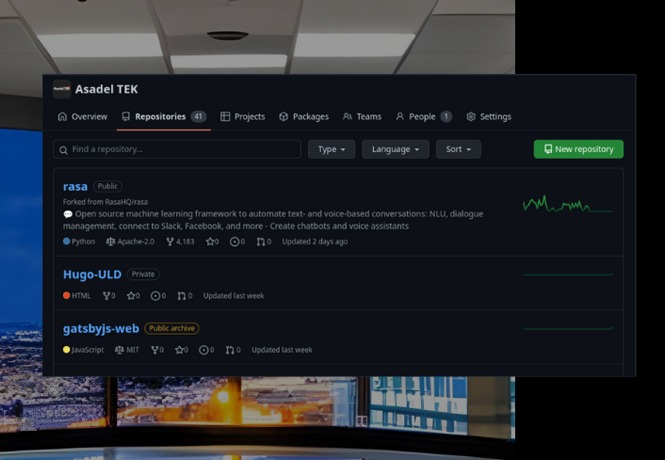 Asadel TEK
Overview Repositories 41 Projects Packages Teams People 1 Settings
Find a repository... Type Language Sort New repository
rasa Public
Forked from RasaHQ/rasa
💬 Open source machine learning framework to automate text- and voice-based conversations: NLU, dialogue
management, connect to Slack, Facebook, and more - Create chatbots and voice assistants
Python Apache-2.0 4,183 0 0 0 Updated 2 days ago
Hugo-ULD Private
HTML 0 0 0 0 Updated last week
gatsbyjs-web Public archive
JavaScript MIT 0 0 0 0 Updated last week